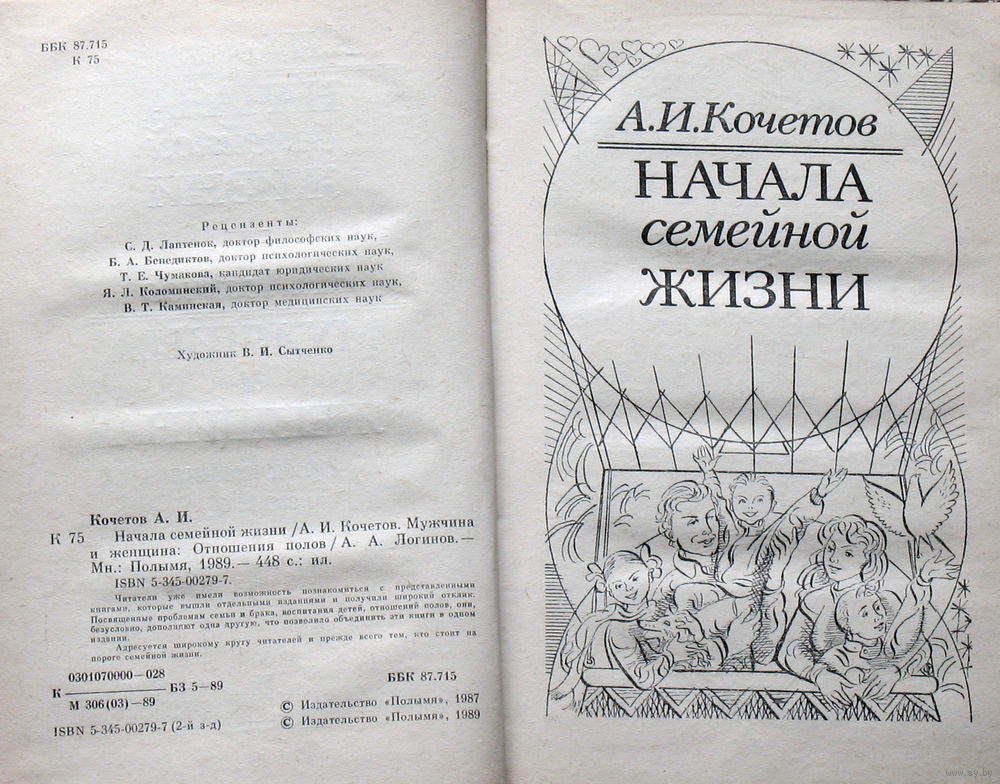 ББК 87.715
К 75
Рецензенты:
С. Д. Лаптенок, доктор философских наук,
Б. А. Бенедиктов, доктор психологических наук,
Т. Е. Чумакова, кандидат юридических наук
Я. Л. Коломинский, доктор психологических наук,
В. Т. Каминская, доктор медицинских наук
Художник В. И. Сытченко
Кочетов А. И.
К 75 Начала семейной жизни /А. И. Кочетов. Мужчина
и женщина: Отношения полов/А. А. Логинов.—
Мн.: Полымя, 1989.— 448 с.: ил.
ISBN 5-345-00279-7.
Читатели уже имели возможность познакомиться с представленными
книгами, которые вышли отдельными изданиями и получили широкий отклик.
Посвященные проблемам семьи и брака, воспитания детей, отношений полов, они,
безусловно, дополняют одна другую, что позволило объединить эти книги в одном
издании.
Адресуется широкому кругу читателей и прежде всего тем, кто стоит на
пороге семейной жизни.
0301070000—028
К БЗ 5—89
М 306(03)—89
ББК 87.715
ISBN 5-345-00279-7 (2-й з-д)
© Издательство «Полымя», 1987
© Издательство «Полымя», 1989
А.И.Кочетов
НАЧАЛА
семейной
ЖИЗНИ
www.ay.by